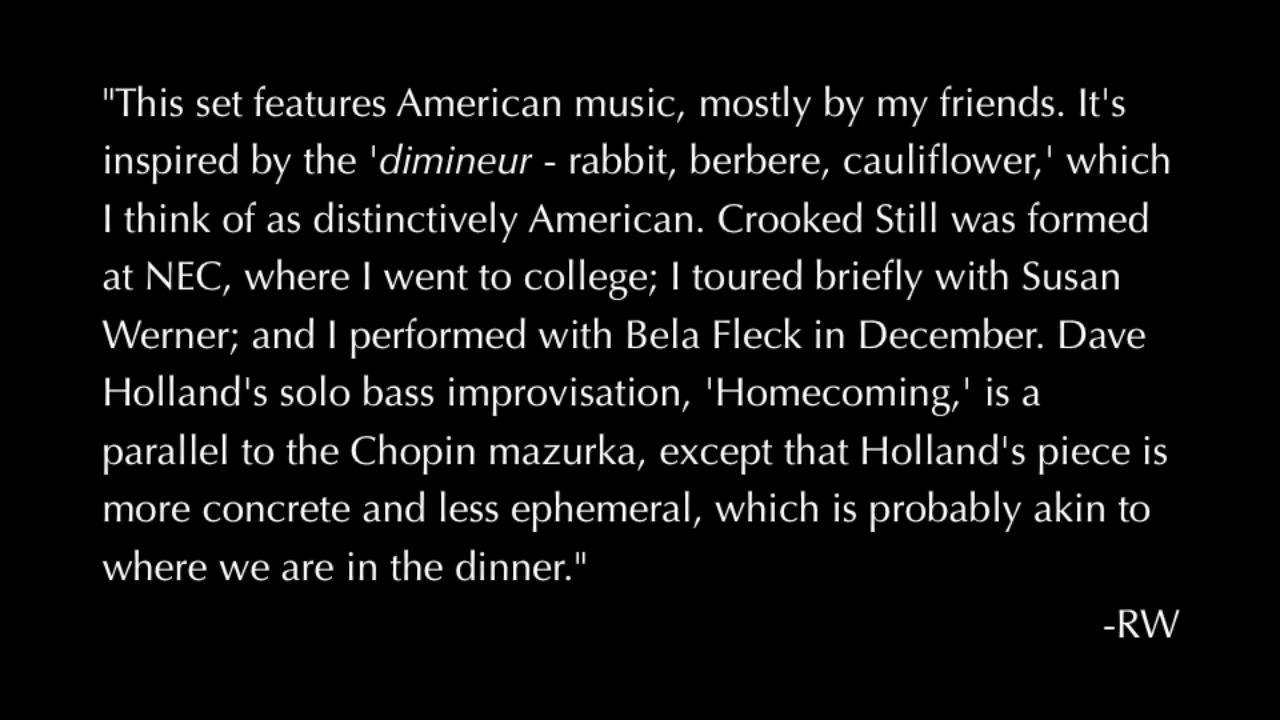 "This set features American music, mostly by my friends. It's
inspired by the 'dimineur - rabbit, berbere, cauliflower,' which
I think of as distinctively American. Crooked Still was formed
at NEC, where I went to college; I toured briefly with Susan
Werner; and I performed with Bela Fleck in December. Dave
Holland's solo bass improvisation, 'Homecoming,' is a
parallel to the Chopin mazurka, except that Holland's piece is
more concrete and less ephemeral, which is probably akin to
where we are in the dinner."
-RW